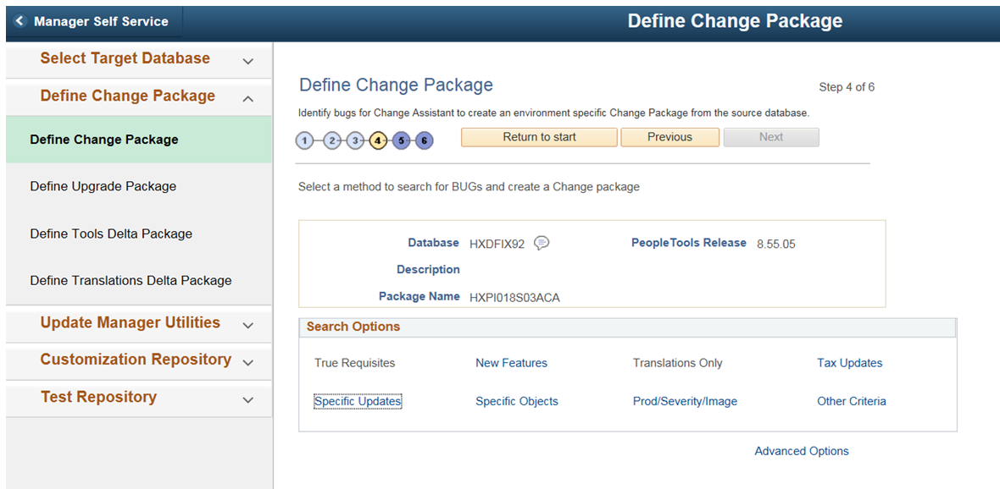 Manager Self Service
Define Change Package
Select Target Database
Define Change Package
Define Change Package
Define Upgrade Package
Define Tools Delta Package
Define Translations Delta Package
Update Manager Utilities
Customization Repository
Test Repository
Define Change Package
Step 4 of 6
Identify bugs for Change Assistant to create an environment specific Change Package from the source database.
1 2 3 4 5 6
Return to start Previous Next
Select a method to search for BUGs and create a Change package
Database HXDFIX92 PeopleTools Release 8.55.05
Description
Package Name HXPI018S03ACA
Search Options
True Requisites New Features Translations Only Tax Updates
Specific Updates Specific Objects Prod/Severity/Image Other Criteria
Advanced Options